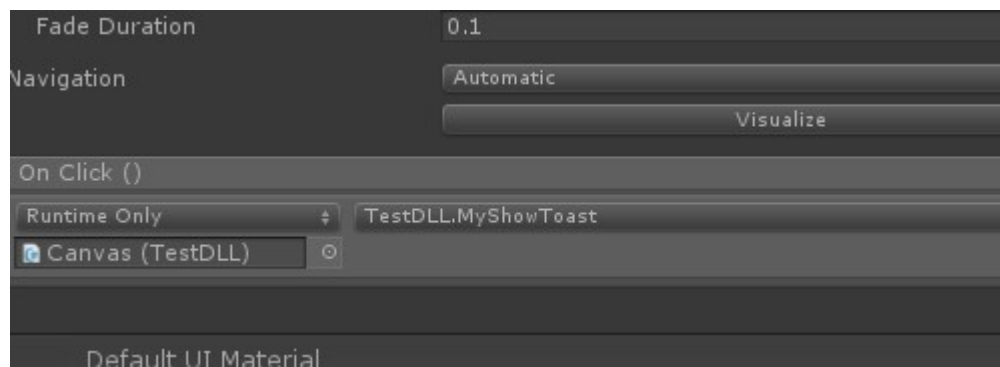 Fade Duration 0.1
Navigation Automatic
Visualize
On Click ()
Runtime Only TestDLL.MyShowToast
Canvas (TestDLL)
Default UI Material